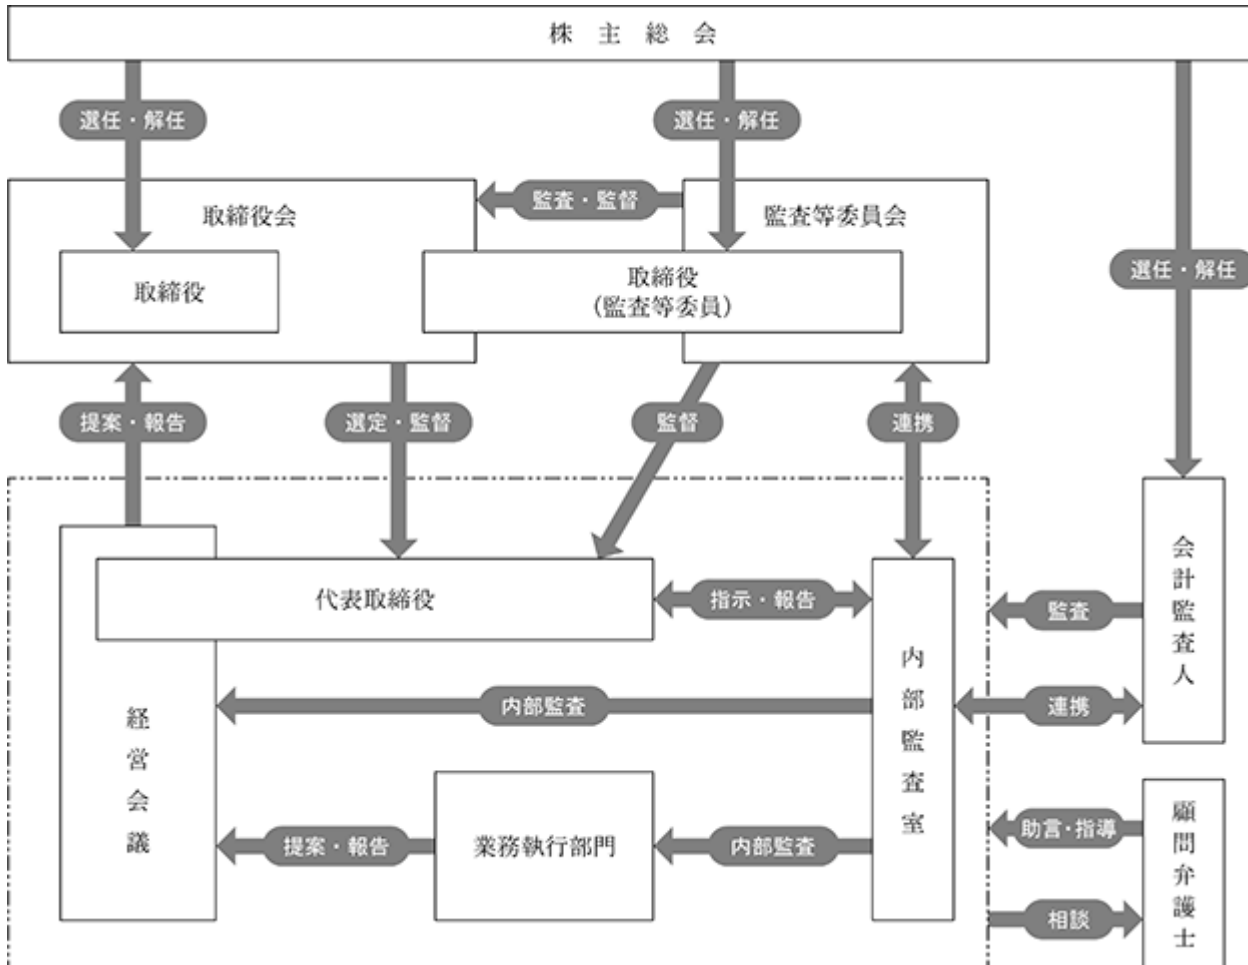 株主総会
選任・解任
選任・解任
取締役会
監査・監督
監査等委員会
選任・解任
取締役
取締役
(監査等委員)
提案・報告
選定・監督
監督
連携
会計監査人
代表取締役
指示・報告
監査
内部監査室
経営会議
内部監査
連携
提案・報告
業務執行部門
内部監査
顧問弁護士
助言・指導
相談